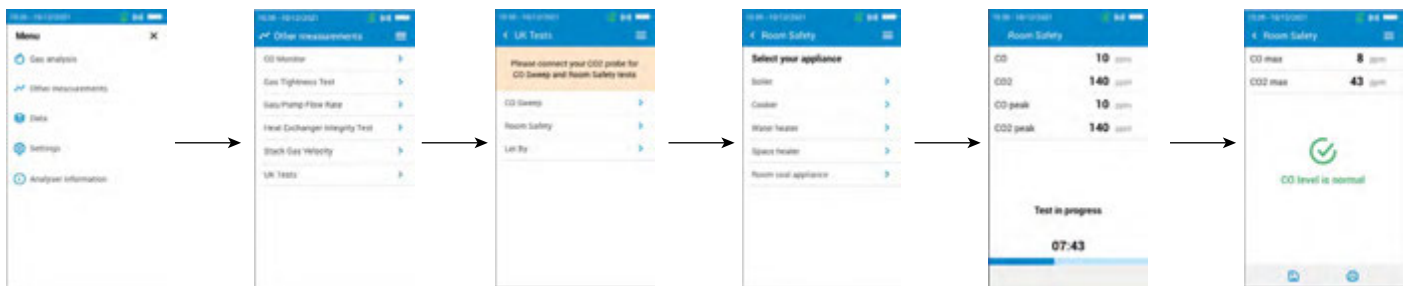 Menu
Gas analysis
Other measurements
Data
Settings
Analyser information
Other measurements
CO Monitor
Gas Tightness Test
Gas Pump Flow Rate
Heat Exchanger Integrity Test
Stack Gas Velocity
UK Tests
UK Tests
Please connect your CO2 probe for
CO Sweep and Room Safety tests
CO Sweep
Room Safety
Let By
Room Safety
Select your appliance
Boiler
Cooker
Water heater
Space heater
Room seal appliance
Room Safety
CO 10 ppm
CO2 140 ppm
CO peak 10 ppm
CO2 peak 140 ppm
Test in progress
07:43
Room Safety
CO max 8 ppm
CO2 max 43 ppm
CO level is normal